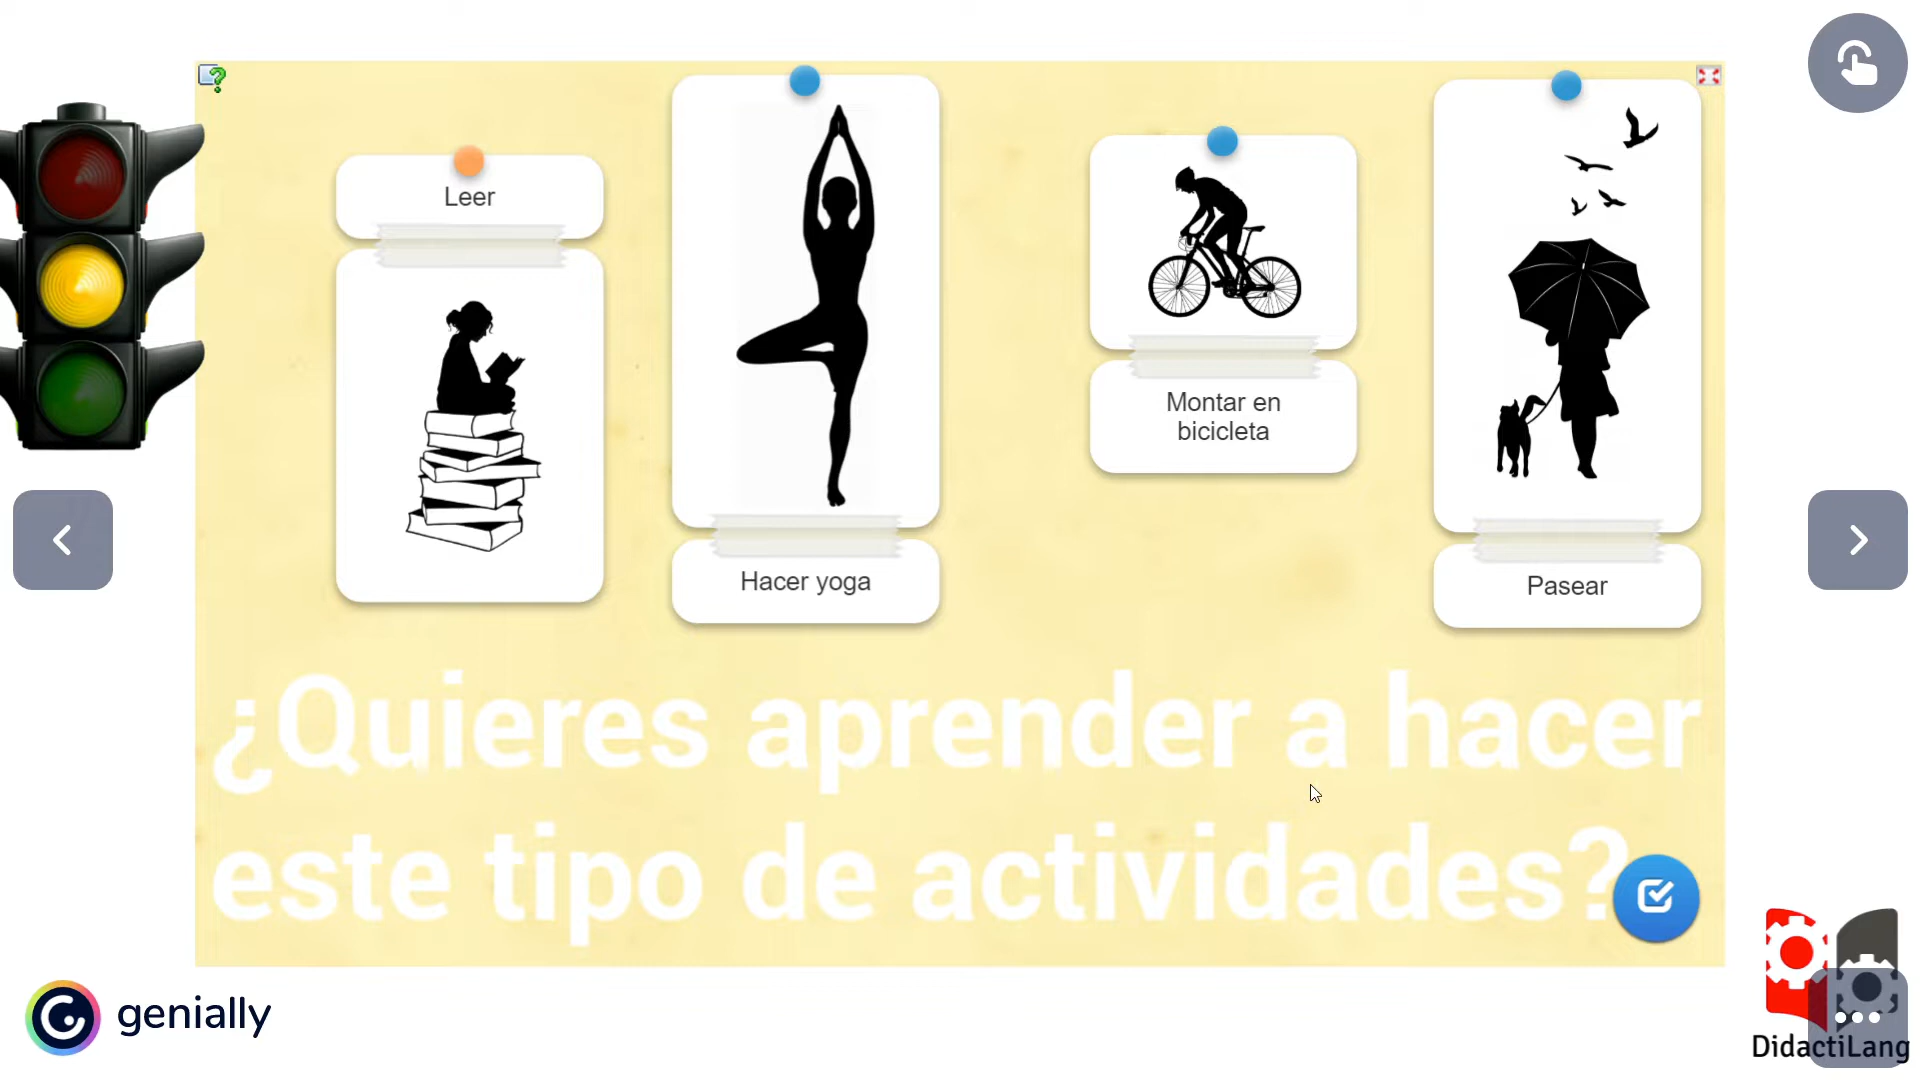 Leer
Hacer yoga
Montar en
bicicleta
Pasear
¿Quieres aprender a hacer
este tipo de actividades?
genially
DidactiLang